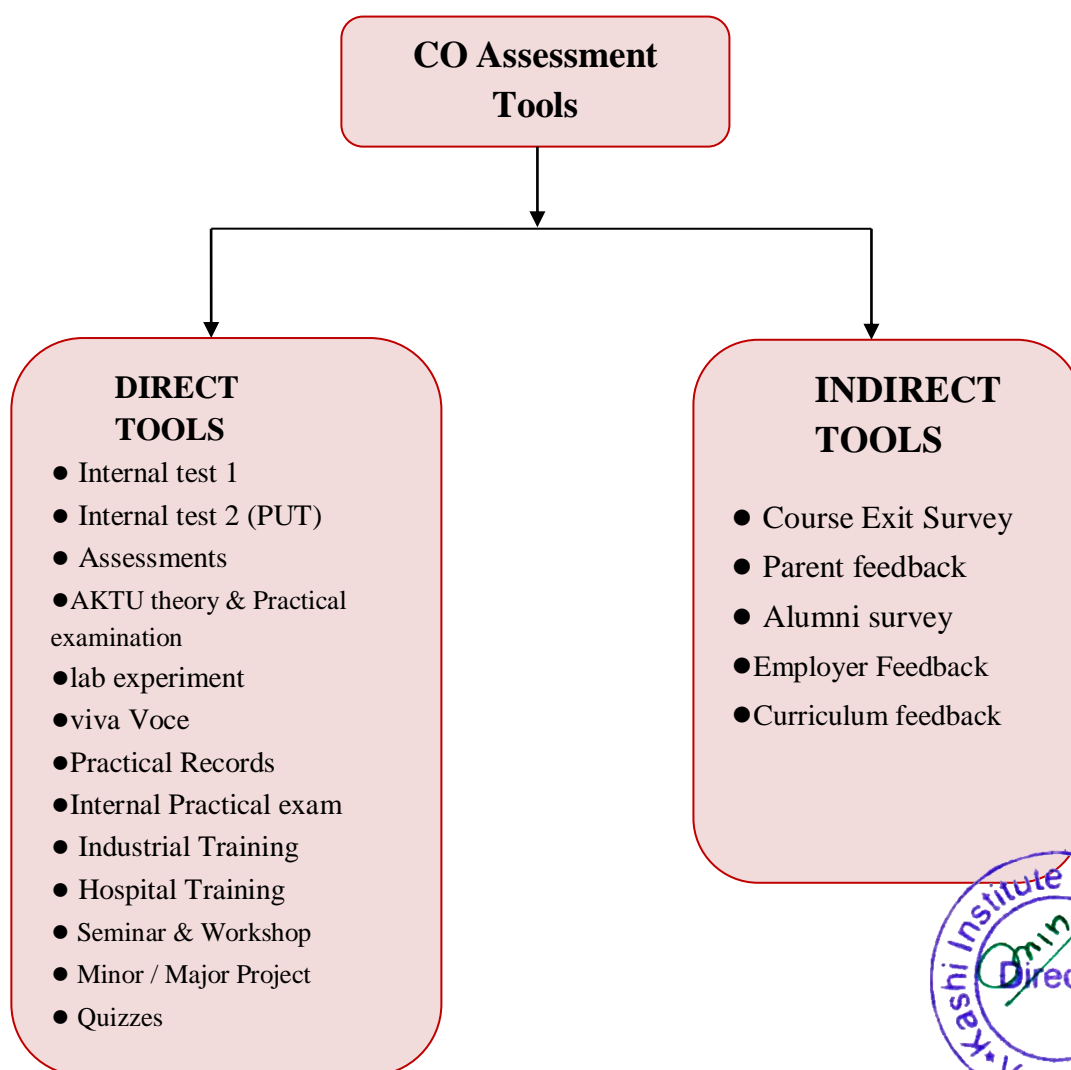 CO Assessment
Tools
DIRECT
TOOLS
● Internal test 1
● Internal test 2 (PUT)
● Assessments
●AKTU theory & Practical
examination
●lab experiment
●viva Voce
●Practical Records
●Internal Practical exam
● Industrial Training
● Hospital Training
● Seminar & Workshop
● Minor / Major Project
● Quizzes
INDIRECT
TOOLS
● Course Exit Survey
● Parent feedback
● Alumni survey
●Employer Feedback
●Curriculum feedback
Kashi Institute